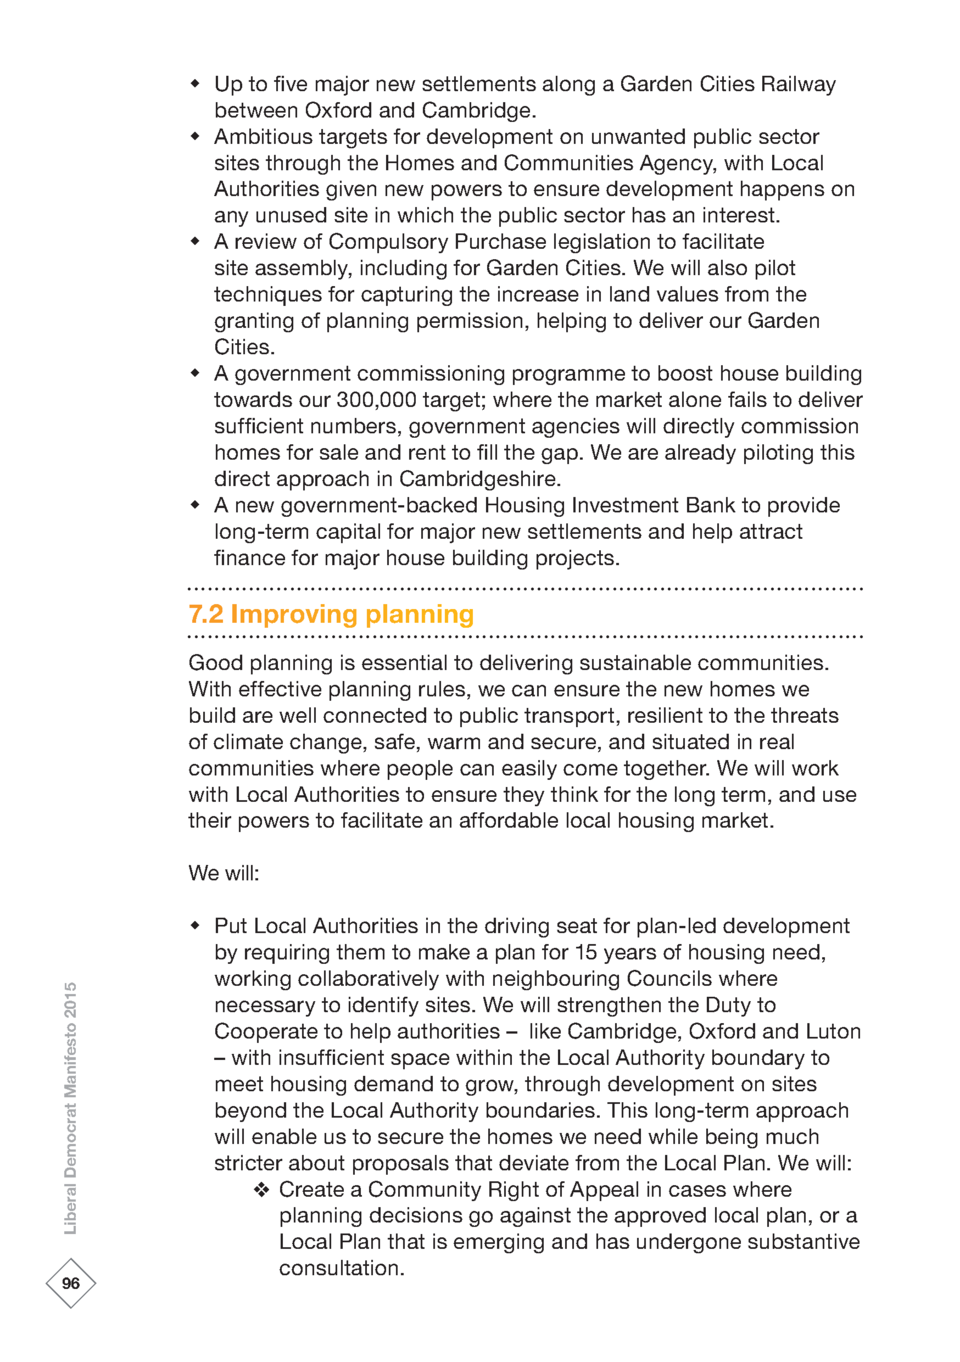 ◆ Up to five major new settlements along a Garden Cities Railway
between Oxford and Cambridge.
◆ Ambitious targets for development on unwanted public sector
sites through the Homes and Communities Agency, with Local
Authorities given new powers to ensure development happens on
any unused site in which the public sector has an interest.
◆ A review of Compulsory Purchase legislation to facilitate
site assembly, including for Garden Cities. We will also pilot
techniques for capturing the increase in land values from the
granting of planning permission, helping to deliver our Garden
Cities.
◆ A government commissioning programme to boost house building
towards our 300,000 target; where the market alone fails to deliver
sufficient numbers, government agencies will directly commission
homes for sale and rent to fill the gap. We are already piloting this
direct approach in Cambridgeshire.
◆ A new government-backed Housing Investment Bank to provide
long-term capital for major new settlements and help attract
finance for major house building projects.
7.2 Improving planning
Good planning is essential to delivering sustainable communities.
With effective planning rules, we can ensure the new homes we
build are well connected to public transport, resilient to the threats
of climate change, safe, warm and secure, and situated in real
communities where people can easily come together. We will work
with Local Authorities to ensure they think for the long term, and use
their powers to facilitate an affordable local housing market.
We will:
◆ Put Local Authorities in the driving seat for plan-led development
by requiring them to make a plan for 15 years of housing need,
working collaboratively with neighbouring Councils where
necessary to identify sites. We will strengthen the Duty to
Cooperate to help authorities – like Cambridge, Oxford and Luton
– with insufficient space within the Local Authority boundary to
meet housing demand to grow, through development on sites
beyond the Local Authority boundaries. This long-term approach
will enable us to secure the homes we need while being much
stricter about proposals that deviate from the Local Plan. We will:
❖ Create a Community Right of Appeal in cases where
planning decisions go against the approved local plan, or a
Local Plan that is emerging and has undergone substantive
consultation.
Liberal Democrat Manifesto 2015
96